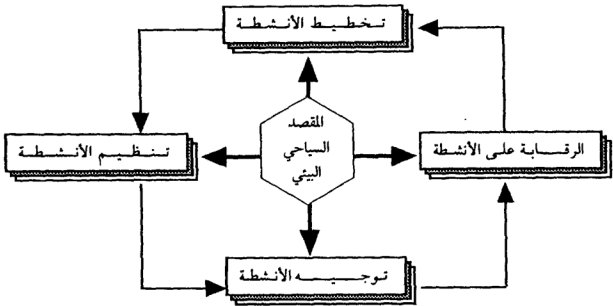 تخطيط الأنشطة
المقصد
السياحي
البيئي
الرقابة على الأنشطة
تنظيم الأنشطة
توجيه الأنشطة